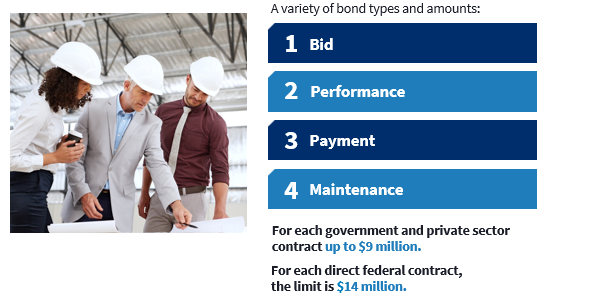 A variety of bond types and amounts:
1 Bid
2 Performance
3 Payment
4 Maintenance
For each government and private sector
contract up to $9 million.
For each direct federal contract,
the limit is $14 million.